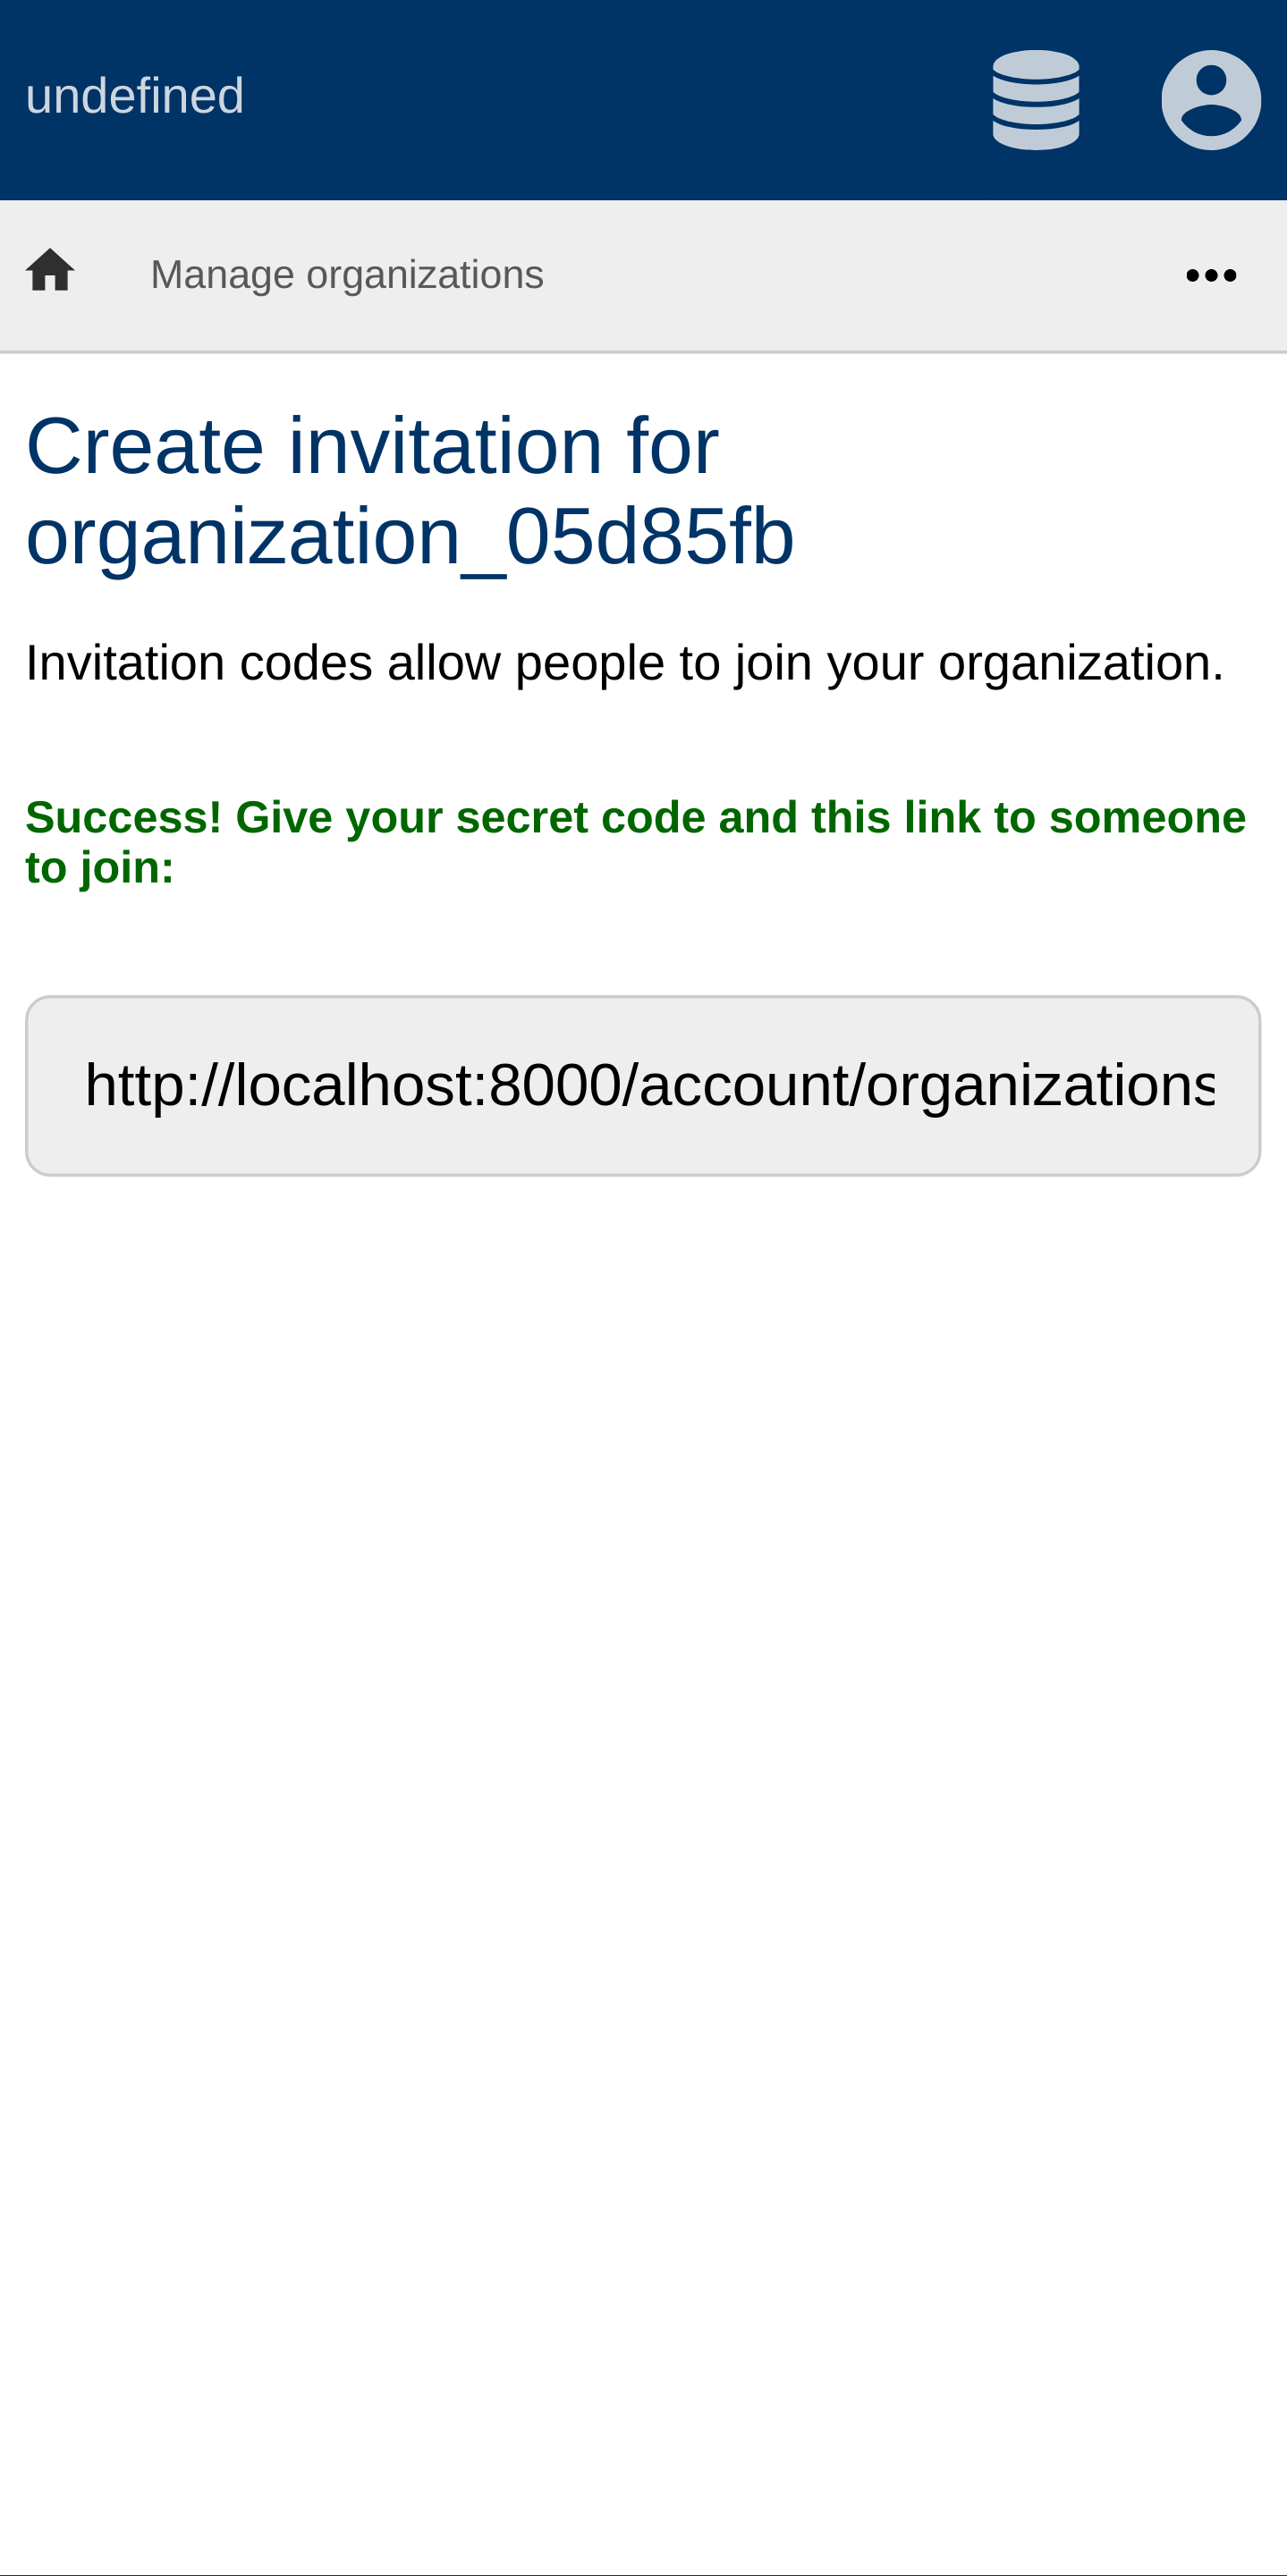 undefined
Manage organizations
Create invitation for
organization_05d85fb
Invitation codes allow people to join your organization.
Success! Give your secret code and this link to someone
to join:
http://localhost:8000/account/organizations